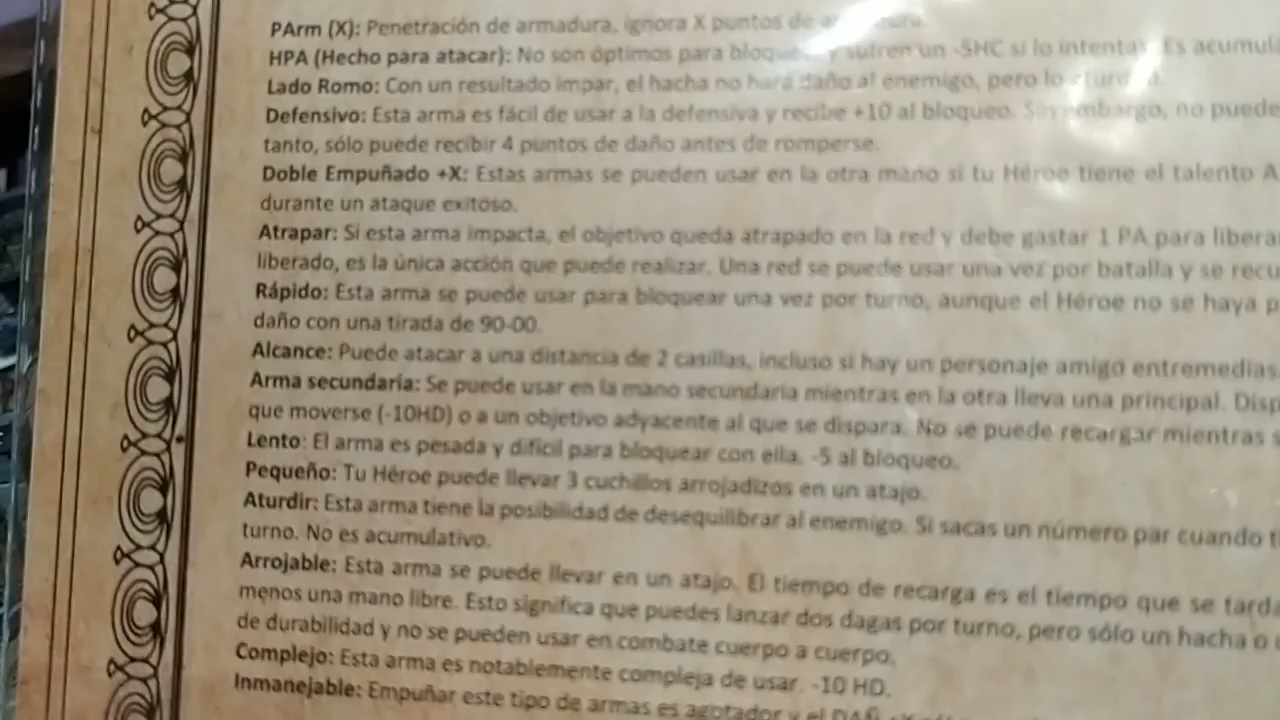 PArm (X): Penetración de armadura, ignora X puntos de
HPA (Hecho para atacar): No son óptimos para y sufren un -5HC si lo intentas. Es
Lado Romo: Con un resultado impar, el hacha no hará daño al enemigo, pero lo
Defensivo: Esta arma es fácil de usar a la defensiva y recibe +10 al bloqueo. Sin embargo, no puede
tanto, sólo puede recibir 4 puntos de daño antes de romperse.
Doble Empuñado +X: Estas armas se pueden usar en la otra mano si tu Héroe tiene el talento A
durante un ataque exitoso.
Atrapar: Si esta arma impacta, el objetivo queda atrapado en la red y debe gastar 1 PA para libera
liberado, es la única acción que puede realizar. Una red se puede usar una vez por batalla y se recu
Rápido: Esta arma se puede usar para bloquear una vez por turno, aunque el Héroe no se haya p
daño con una tirada de 90-00.
Alcance: Puede atacar a una distancia de 2 casillas, incluso si hay un personaje amigo entremedias.
Arma secundaria: Se puede usar en la mano secundaria mientras en la otra lleva una principal. Disp
que moverse (-10HD) o a un objetivo adyacente al que se dispara. No se puede recargar mientras s
Lento: El arma es pesada y difícil para bloquear con ella. -5 al bloqueo.
Pequeño: Tu Héroe puede llevar 3 cuchillos arrojadizos en un atajo.
Aturdir: Esta arma tiene la posibilidad de desequilibrar al enemigo. Si sacas un número par cuando t
turno. No es acumulativo.
Arrojable: Esta arma se puede llevar en un atajo. El tiempo de recarga es el tiempo que se tarda
menos una mano libre. Esto significa que puedes lanzar dos dagas por turno, pero sólo un hacha o
de durabilidad y no se pueden usar en combate cuerpo a cuerpo.
Complejo: Esta arma es notablemente compleja de usar. -10 HD.
Inmanejable: Empuñar este tipo de armas es agotador y el